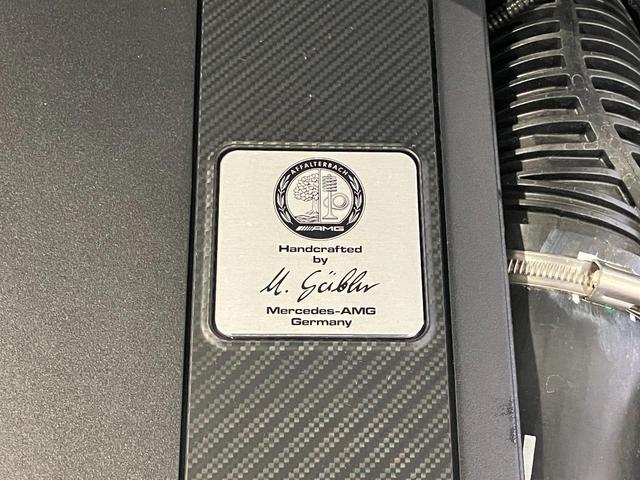 AFFALTERBACH
AMG
Handcrafted
by
M. Gäbler
Mercedes-AMG
Germany